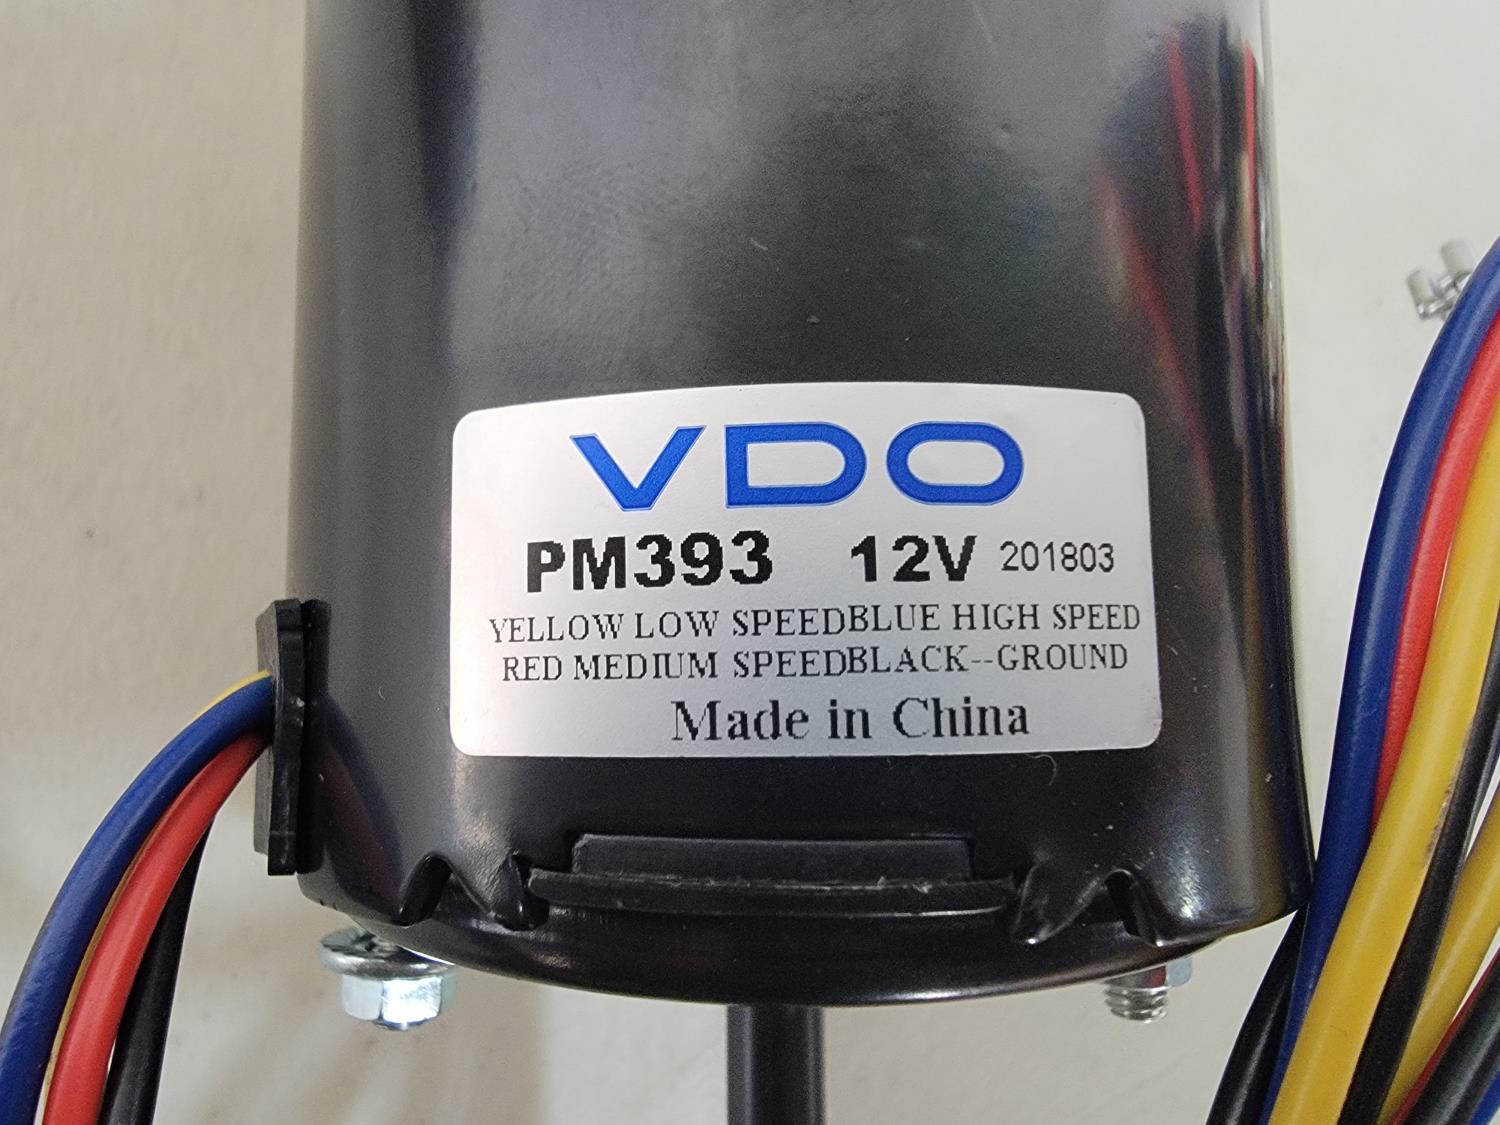 VDO
PM393 12V 201803
YELLOW LOW SPEEDBLUE HIGH SPEED
RED MEDIUM SPEEDBLACK--GROUND
Made in China